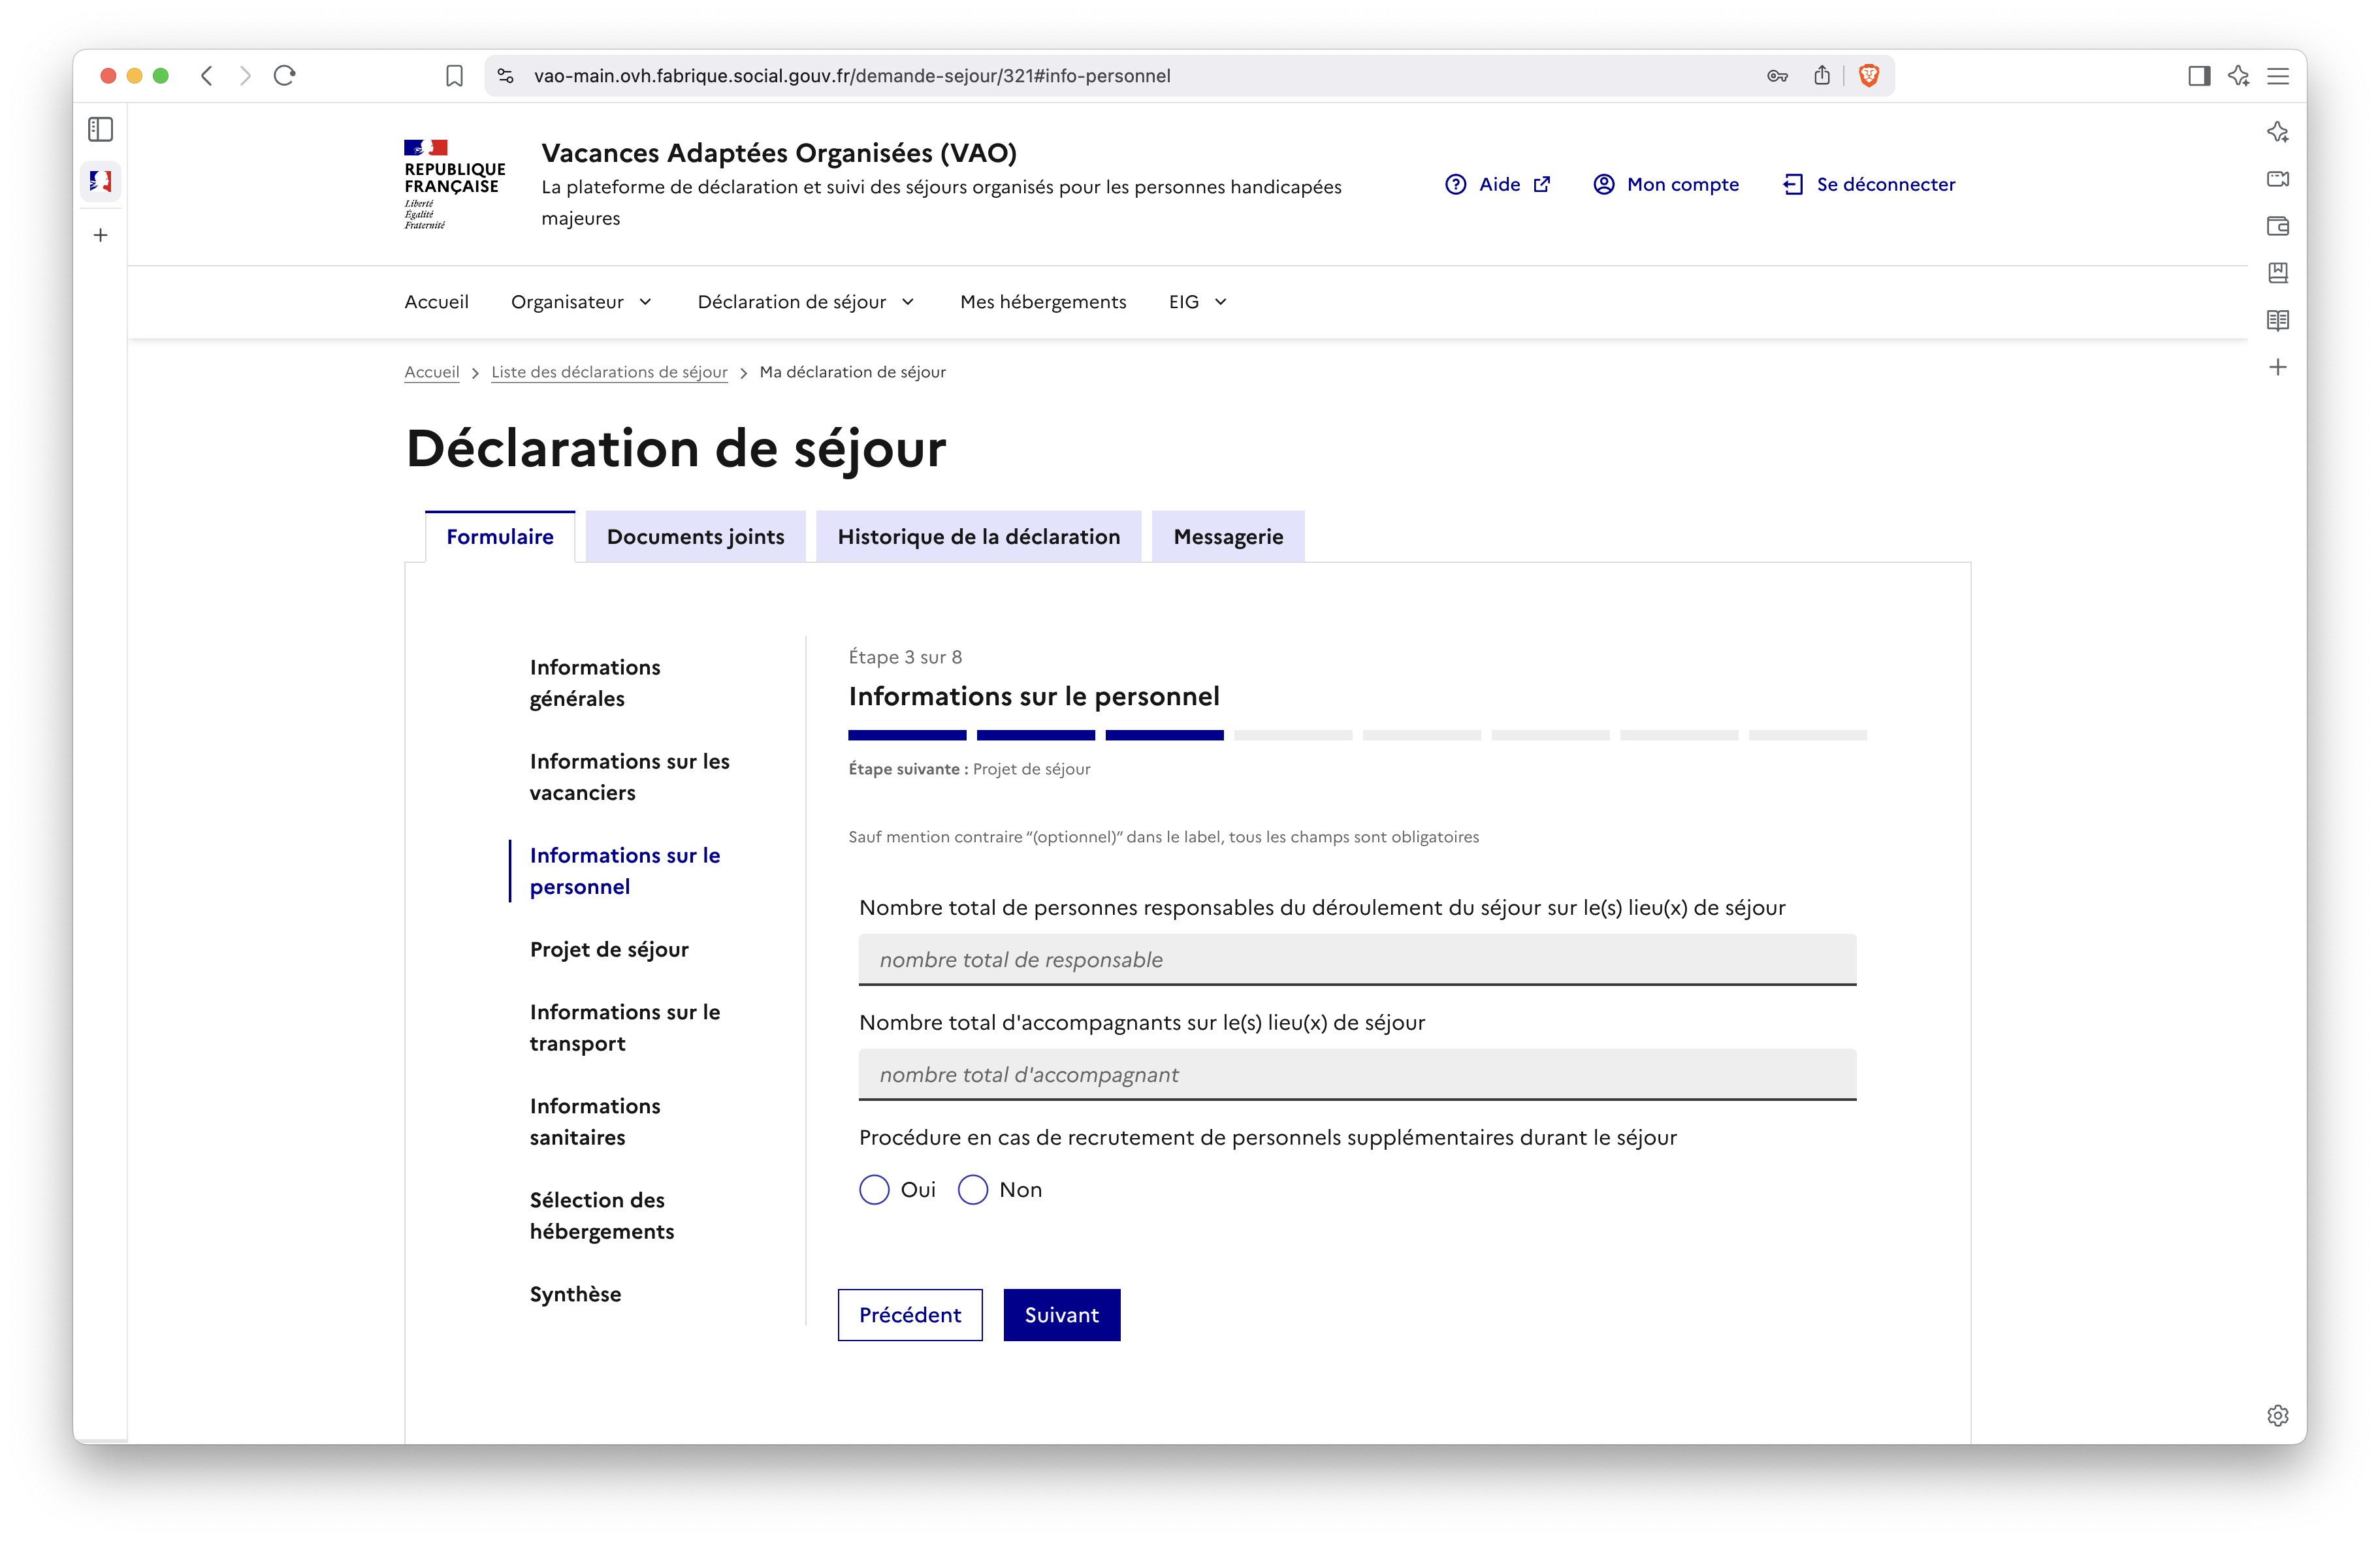 vao-main.ovh.fabrique.social.gouv.fr/demande-sejour/321#info-personnel
REPUBLIQUE
FRANÇAISE
Liberté
Égalité
Fraternité
Vacances Adaptées Organisées (VAO)
La plateforme de déclaration et suivi des séjours organisés pour les personnes handicapées
majeures
Aide
Mon compte
Se déconnecter
Accueil
Organisateur
Déclaration de séjour
Mes hébergements
EIG
Accueil > Liste des déclarations de séjour > Ma déclaration de séjour
Déclaration de séjour
Formulaire
Documents joints
Historique de la déclaration
Messagerie
Informations
générales
Informations sur les
vacanciers
Informations sur le
personnel
Projet de séjour
Informations sur le
transport
Informations
sanitaires
Sélection des
hébergements
Synthèse
Étape 3 sur 8
Informations sur le personnel
Étape suivante : Projet de séjour
Sauf mention contraire “(optionnel)” dans le label, tous les champs sont obligatoires
Nombre total de personnes responsables du déroulement du séjour sur le(s) lieu(x) de séjour
nombre total de responsable
Nombre total d'accompagnants sur le(s) lieu(x) de séjour
nombre total d'accompagnant
Procédure en cas de recrutement de personnels supplémentaires durant le séjour
Oui
Non
Précédent
Suivant